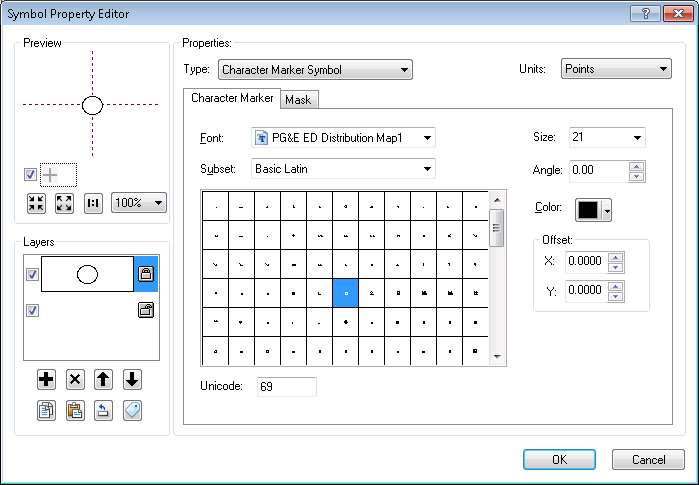 Symbol Property Editor
Preview
100%
Layers
Properties:
Type: Character Marker Symbol
Units: Points
Character Marker
Mask
Font: PG&E ED Distribution Map1
Subset: Basic Latin
Unicode: 69
Size: 21
Angle: 0.00
Color:
Offset:
X: 0.0000
Y: 0.0000
OK
Cancel